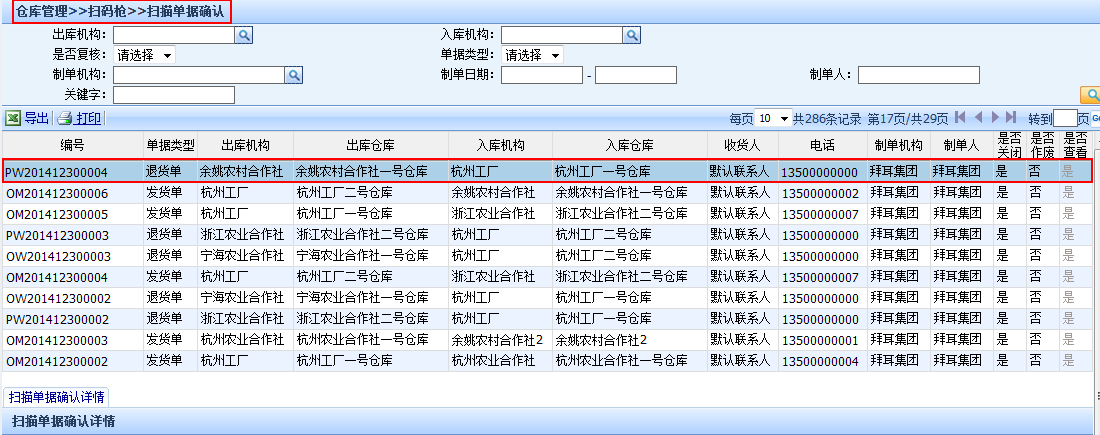 仓库管理>>扫码枪>>扫描单据确认
出库机构： 入库机构：
是否复核： 请选择 单据类型： 请选择
制单机构： 制单日期： - 制单人：
关键字：
导出 打印 每页 10 共286条记录 第17页/共29页 转到 页
编号 单据类型 出库机构 出库仓库 入库机构 入库仓库 收货人 电话 制单机构 制单人 是否关闭 是否作废 是否查看
PW201412300004 退货单 余姚农村合作社 余姚农村合作社一号仓库 杭州工厂 杭州工厂一号仓库 默认联系人 13500000000 拜耳集团 拜耳集团 是 否 是
OM201412300006 发货单 杭州工厂 杭州工厂二号仓库 余姚农村合作社 余姚农村合作社一号仓库 默认联系人 13500000002 拜耳集团 拜耳集团 是 否 是
OM201412300005 发货单 杭州工厂 杭州工厂一号仓库 浙江农业合作社 浙江农业合作社一号仓库 默认联系人 13500000007 拜耳集团 拜耳集团 是 否 是
PW201412300003 退货单 浙江农业合作社 浙江农业合作社二号仓库 杭州工厂 杭州工厂二号仓库 默认联系人 13500000000 拜耳集团 拜耳集团 是 否 是
OW201412300003 退货单 宁海农业合作社 宁海农业合作社一号仓库 杭州工厂 杭州工厂一号仓库 默认联系人 13500000000 拜耳集团 拜耳集团 是 否 是
OM201412300004 发货单 杭州工厂 杭州工厂二号仓库 浙江农业合作社 浙江农业合作社二号仓库 默认联系人 13500000007 拜耳集团 拜耳集团 是 否 是
OW201412300002 退货单 宁海农业合作社 宁海农业合作社一号仓库 杭州工厂 杭州工厂一号仓库 默认联系人 13500000000 拜耳集团 拜耳集团 是 否 是
PW201412300002 退货单 浙江农业合作社 浙江农业合作社二号仓库 杭州工厂 杭州工厂一号仓库 默认联系人 13500000000 拜耳集团 拜耳集团 是 否 是
OM201412300003 发货单 杭州农业合作社 杭州农业合作社一号仓库 余姚农村合作社2 余姚农村合作社2 默认联系人 13500000001 拜耳集团 拜耳集团 是 否 是
OM201412300002 发货单 杭州工厂 杭州工厂一号仓库 杭州农业合作社 杭州农业合作社一号仓库 默认联系人 13500000004 拜耳集团 拜耳集团 是 否 是
扫描单据确认详情
扫描单据确认详情